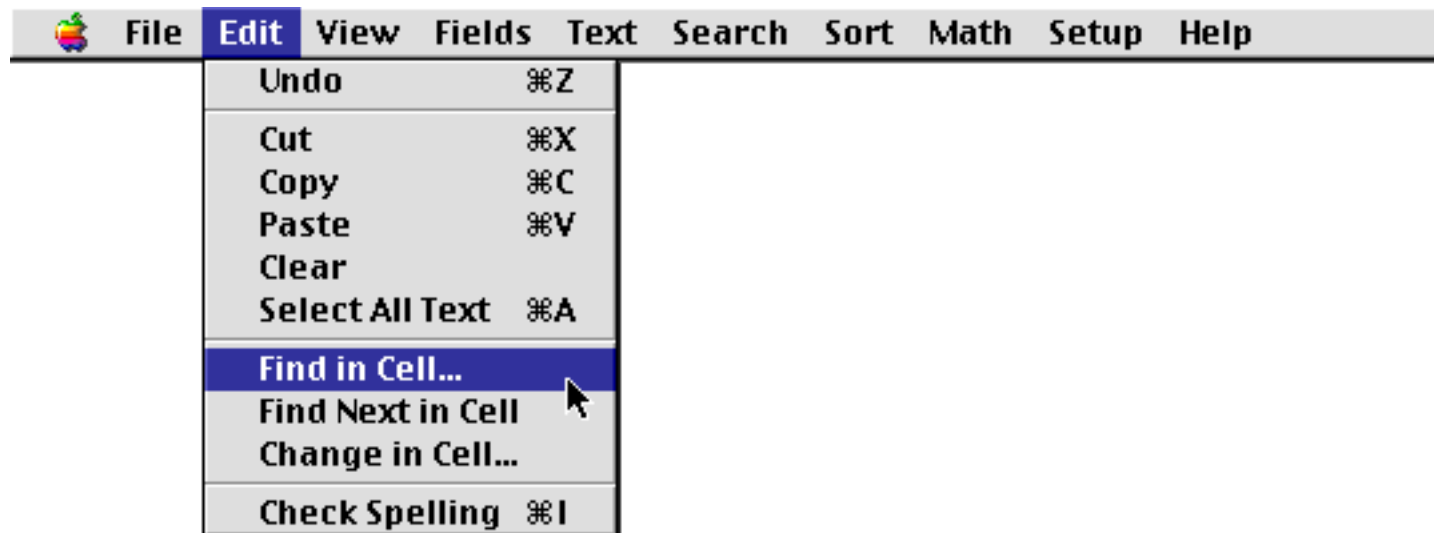 File Edit View Fields Text Search Sort Math Setup Help
Undo ⌘Z
Cut ⌘X
Copy ⌘C
Paste ⌘V
Clear
Select All Text ⌘A
Find in Cell...
Find Next in Cell
Change in Cell...
Check Spelling ⌘I